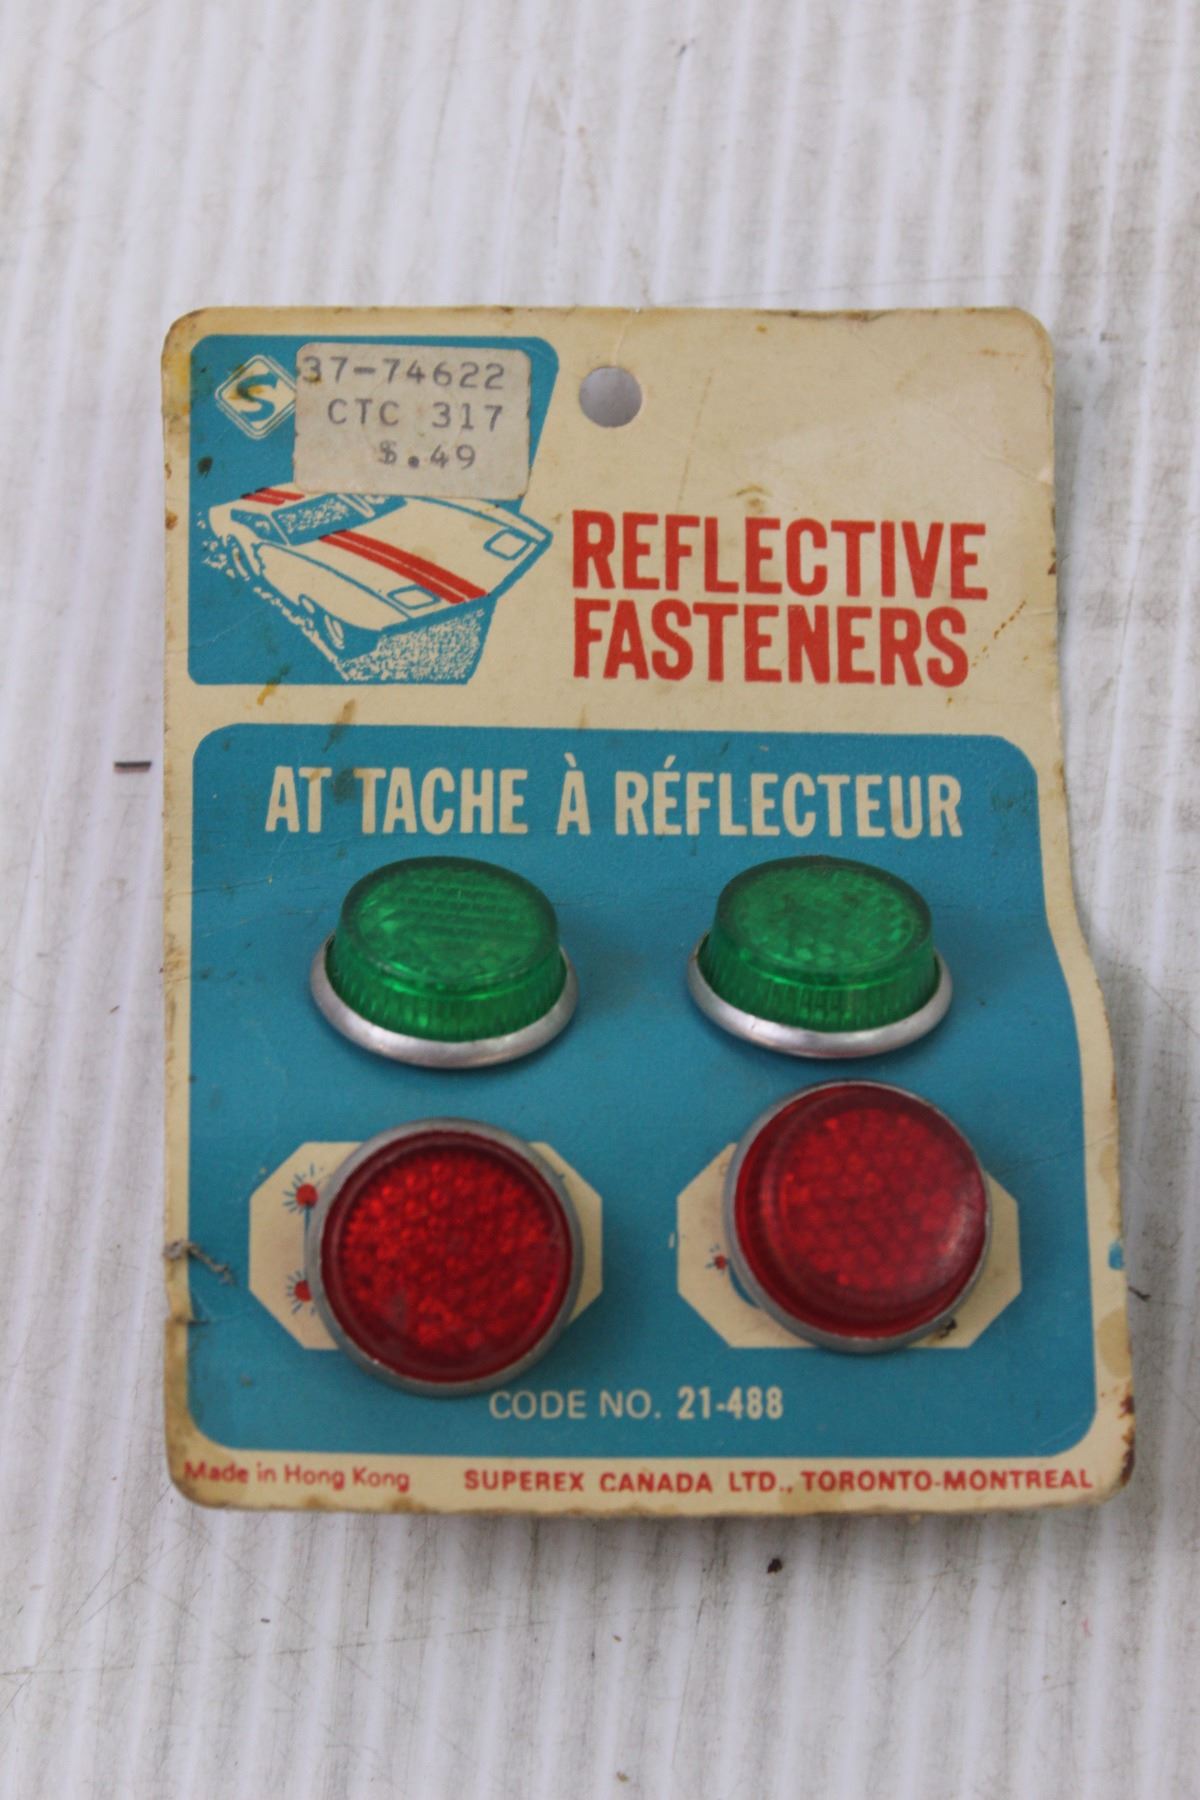 S
37-74622
CTC 317
$.49
REFLECTIVE
FASTENERS
AT TACHE À RÉFLECTEUR
CODE NO. 21-488
Made in Hong Kong SUPEREX CANADA LTD., TORONTO-MONTREAL